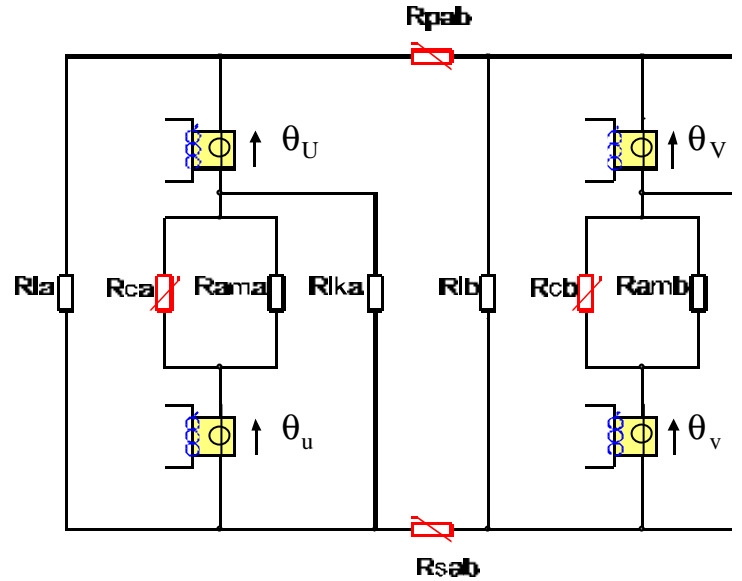 Rpab
θU
θV
Rla
Rca
Rama
Rlka
Rlb
Rcb
Ramb
θu
θv
Rsab